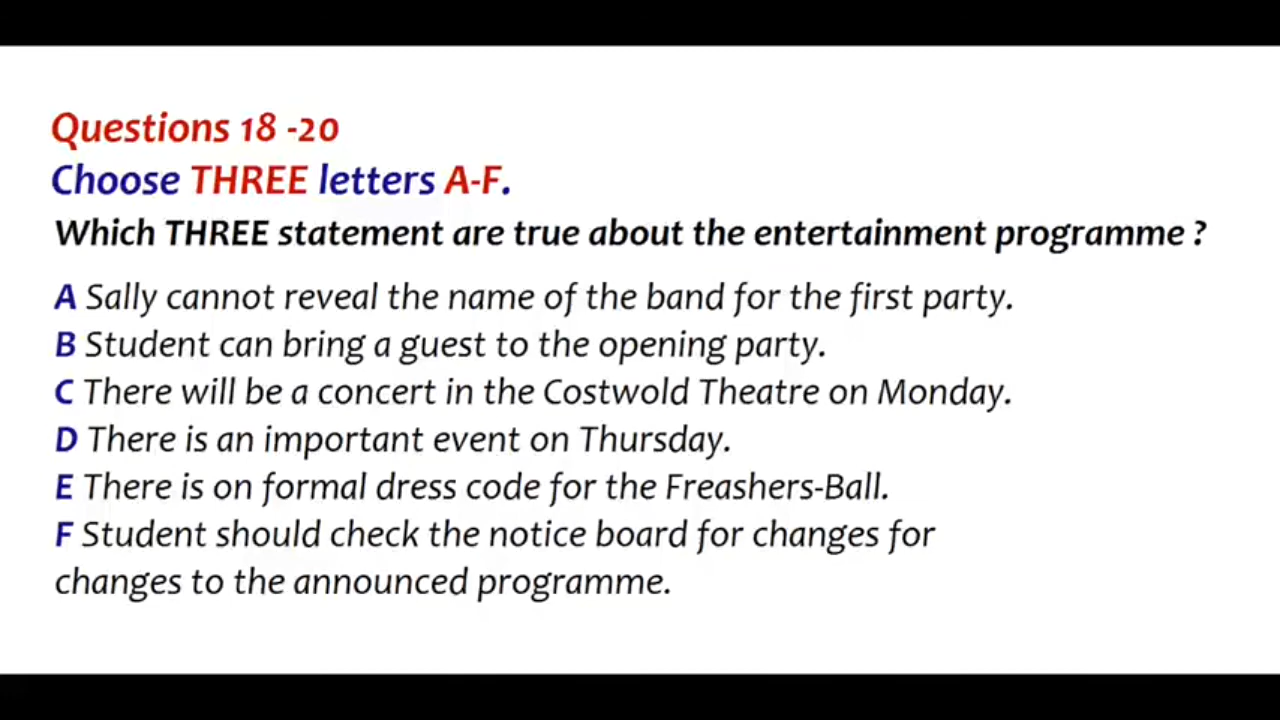 Questions 18 -20
Choose THREE letters A-F.
Which THREE statement are true about the entertainment programme ?
A Sally cannot reveal the name of the band for the first party.
B Student can bring a guest to the opening party.
C There will be a concert in the Costwold Theatre on Monday.
D There is an important event on Thursday.
E There is on formal dress code for the Freashers-Ball.
F Student should check the notice board for changes for
changes to the announced programme.